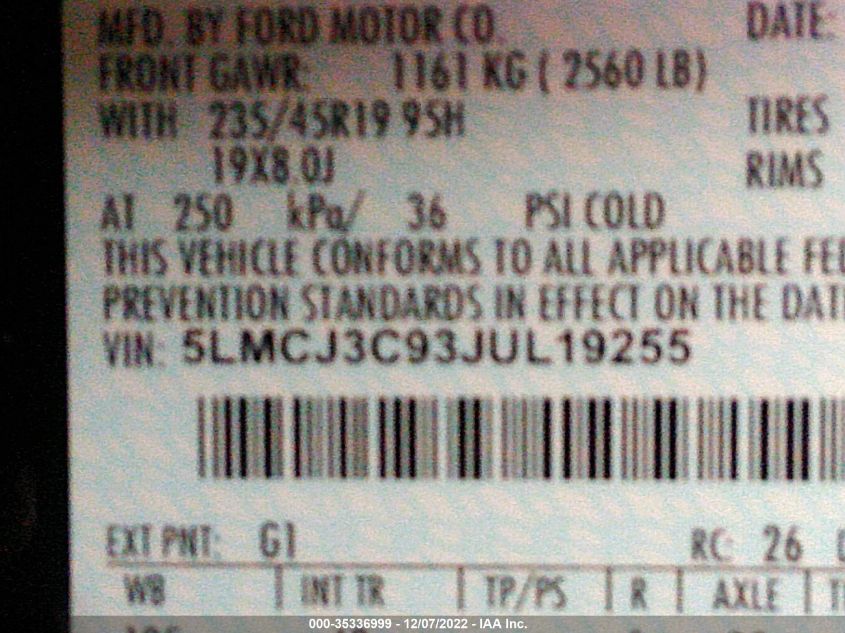 MFD. BY FORD MOTOR CO. DATE:
FRONT GAWR: 1161 KG ( 2560 LB)
WITH 235/45R19 95H TIRES
19X8.0J RIMS
AT 250 kPa/ 36 PSI COLD
THIS VEHICLE CONFORMS TO ALL APPLICABLE FED
PREVENTION STANDARDS IN EFFECT ON THE DATE
VIN: 5LMCJ3C93JUL19255
EXT PNT: G1 RC: 26
WB INT TR TP/PS R AXLE
000-35336999 - 12/07/2022 - IAA Inc.